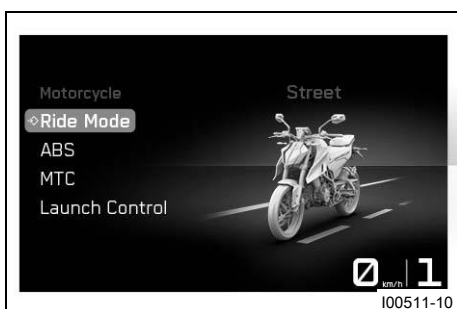 Motorcycle
Street
Ride Mode
ABS
MTC
Launch Control
0 km/h 1
I00511-10